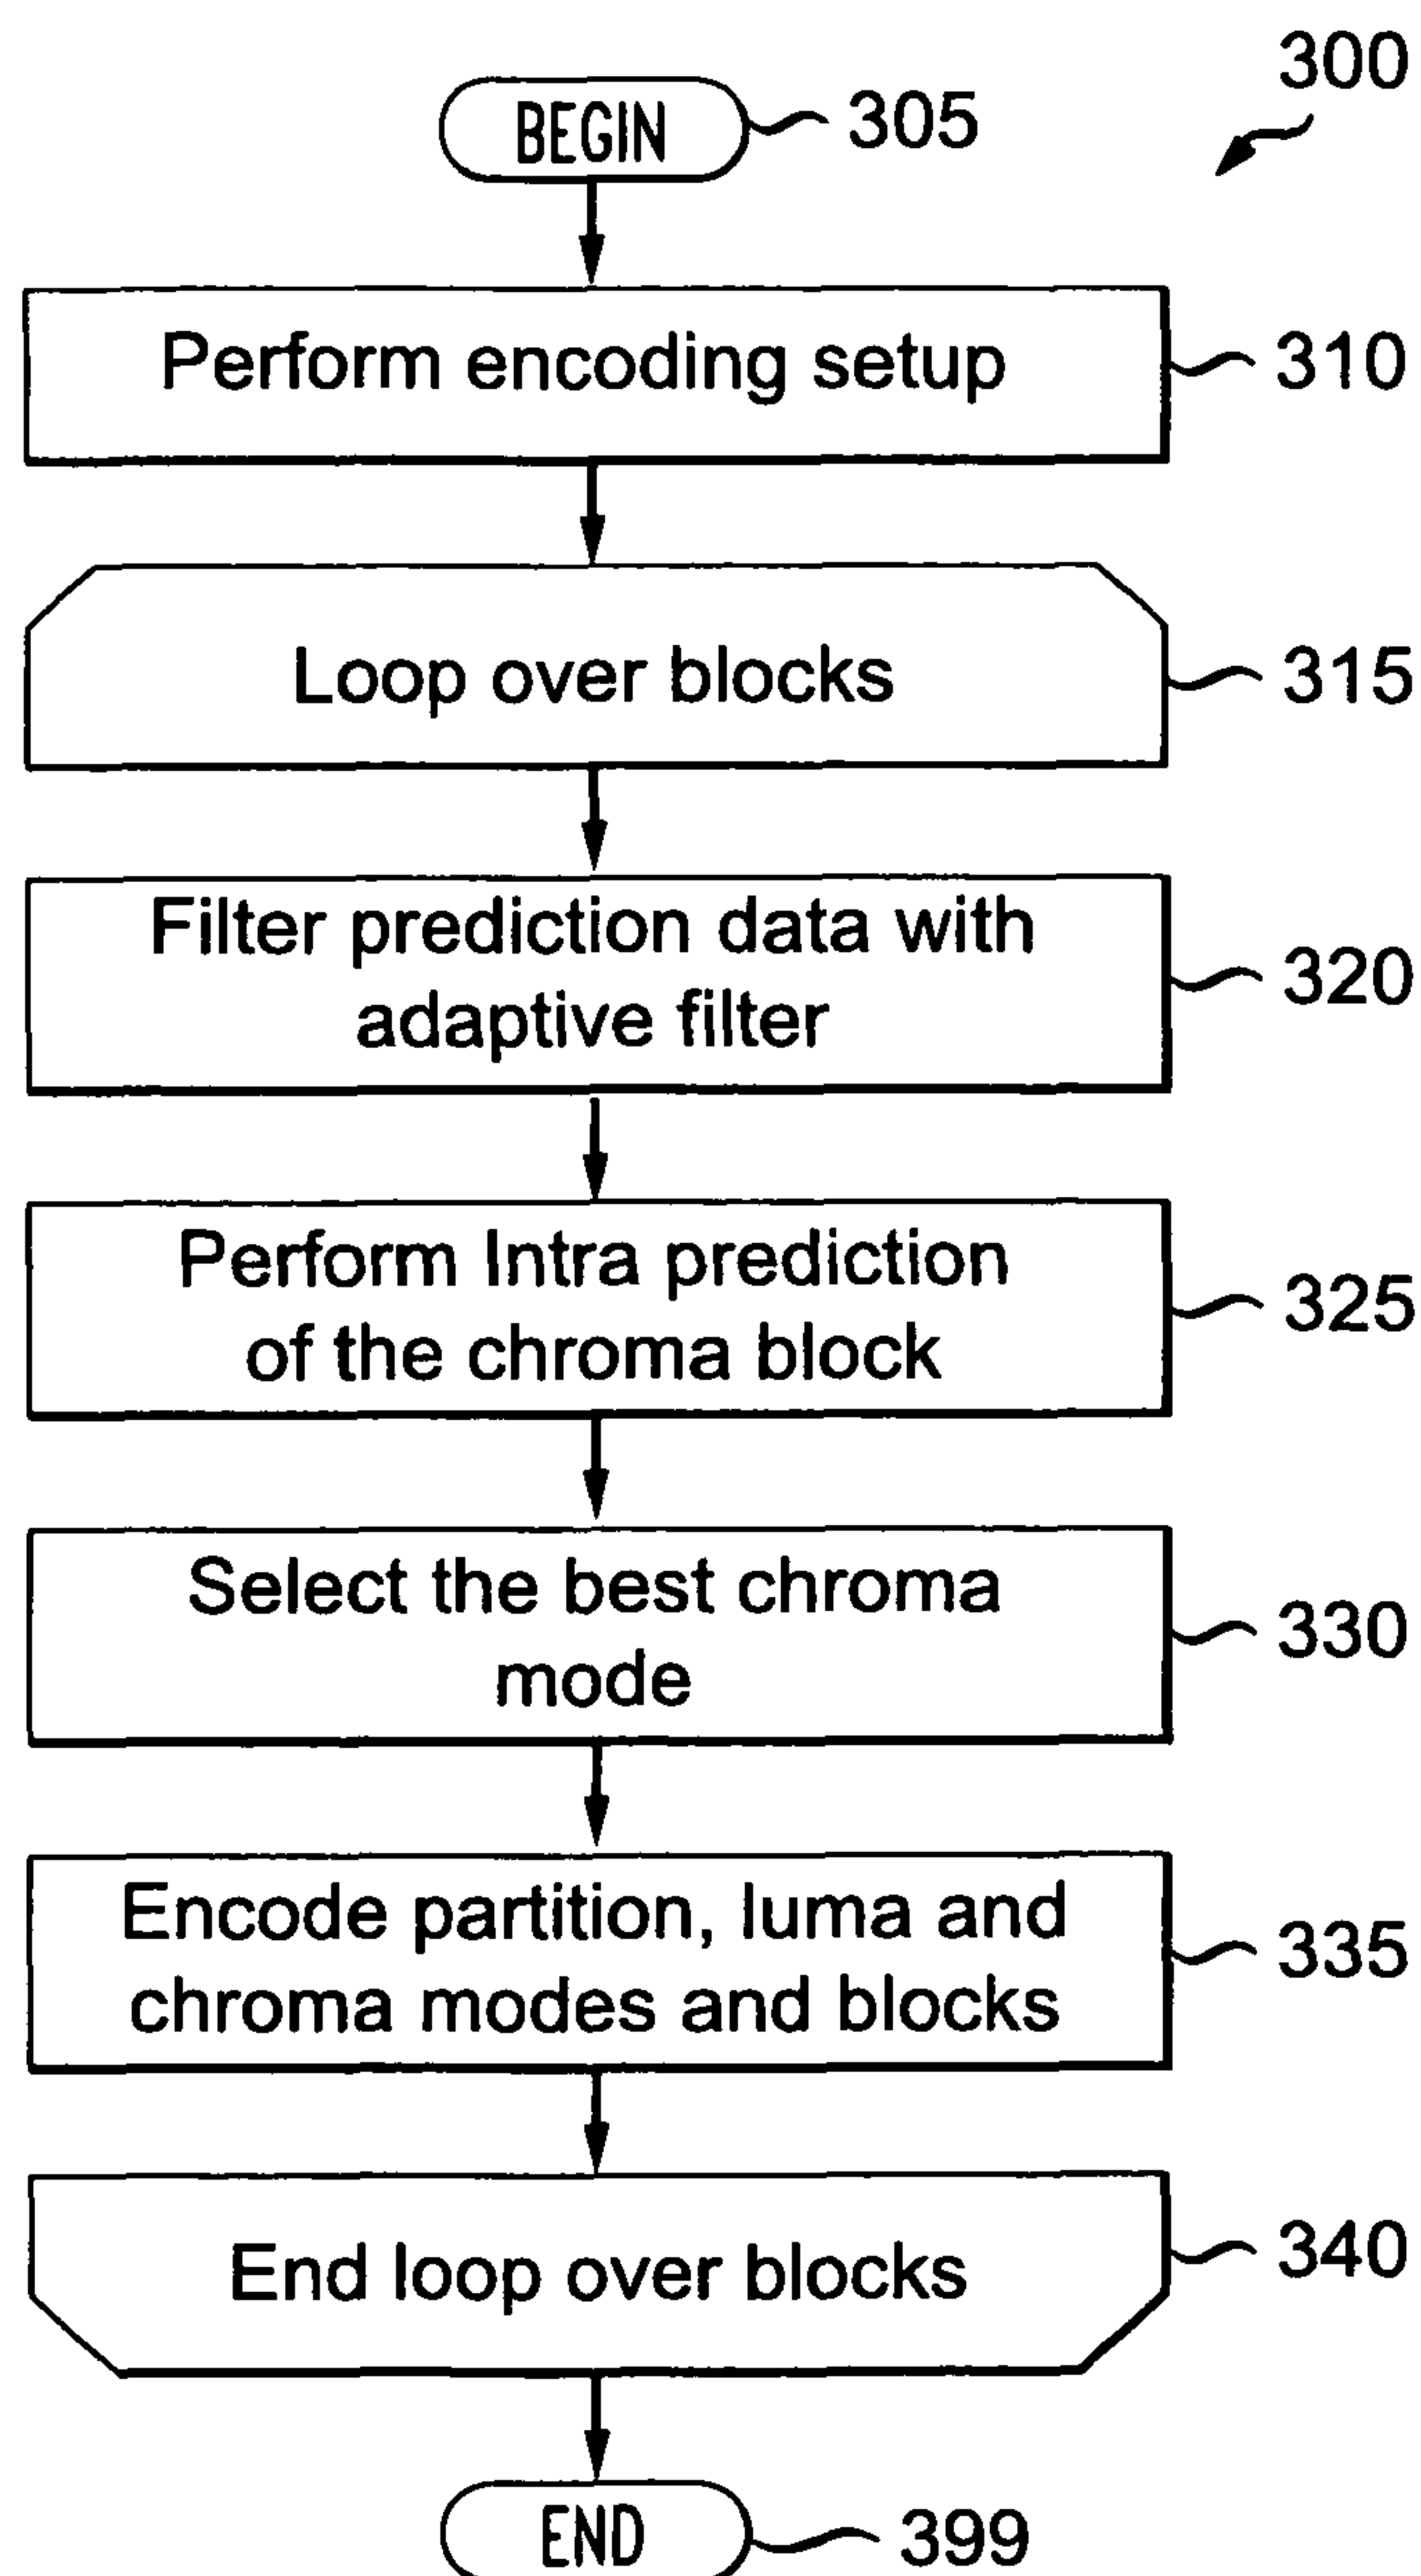 300
BEGIN
305
Perform encoding setup
310
Loop over blocks
315
Filter prediction data with
adaptive filter
320
Perform Intra prediction
of the chroma block
325
Select the best chroma
mode
330
Encode partition, luma and
chroma modes and blocks
335
End loop over blocks
340
END
399